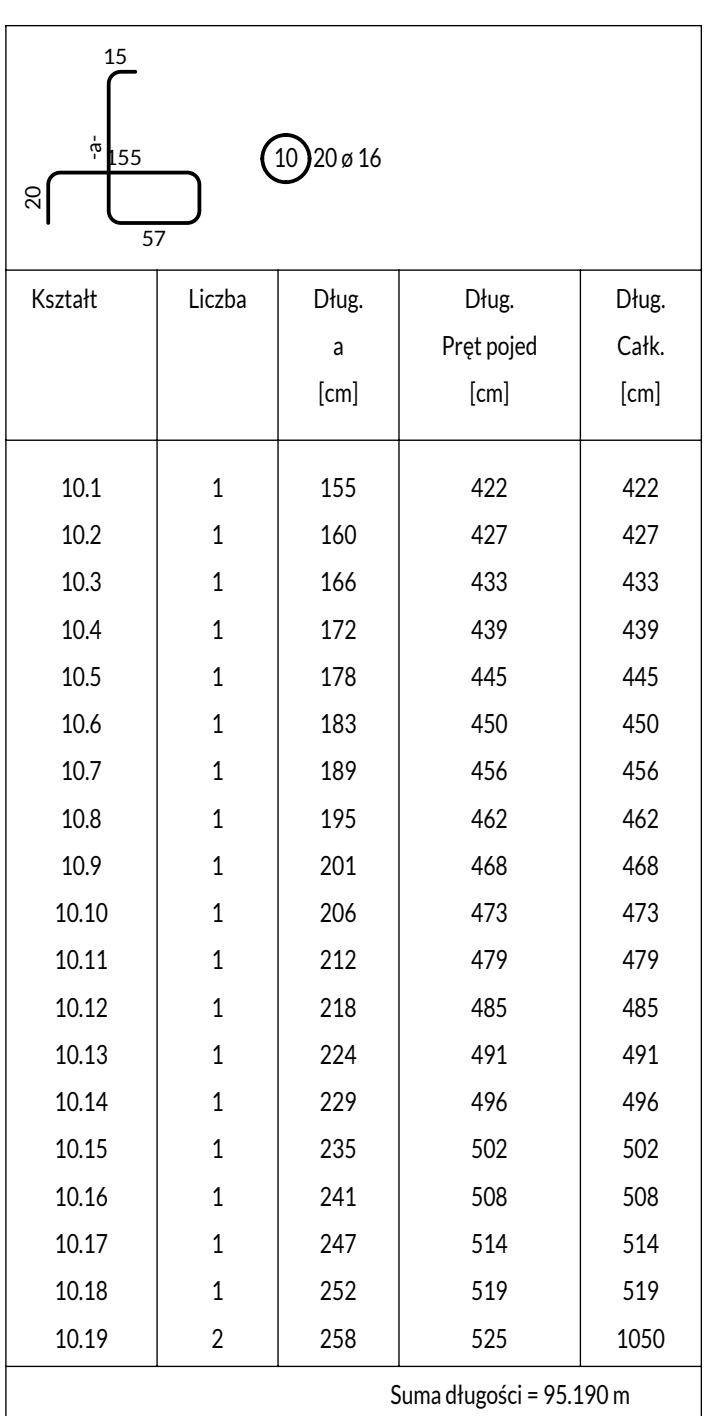 15
-a-
155
10 20 ø 16
20
57
Kształt Liczba Dług. Dług. Dług.
a Pręt pojed Całk.
[cm] [cm] [cm]
10.1 1 155 422 422
10.2 1 160 427 427
10.3 1 166 433 433
10.4 1 172 439 439
10.5 1 178 445 445
10.6 1 183 450 450
10.7 1 189 456 456
10.8 1 195 462 462
10.9 1 201 468 468
10.10 1 206 473 473
10.11 1 212 479 479
10.12 1 218 485 485
10.13 1 224 491 491
10.14 1 229 496 496
10.15 1 235 502 502
10.16 1 241 508 508
10.17 1 247 514 514
10.18 1 252 519 519
10.19 2 258 525 1050
Suma długości = 95.190 m